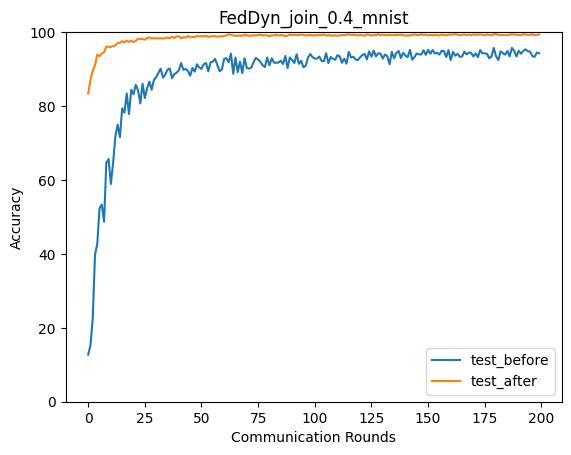 FedDyn_join_0.4_mnist
100
80
60
40
20
0
Accuracy
0 25 50 75 100 125 150 175 200
Communication Rounds
test_before
test_after